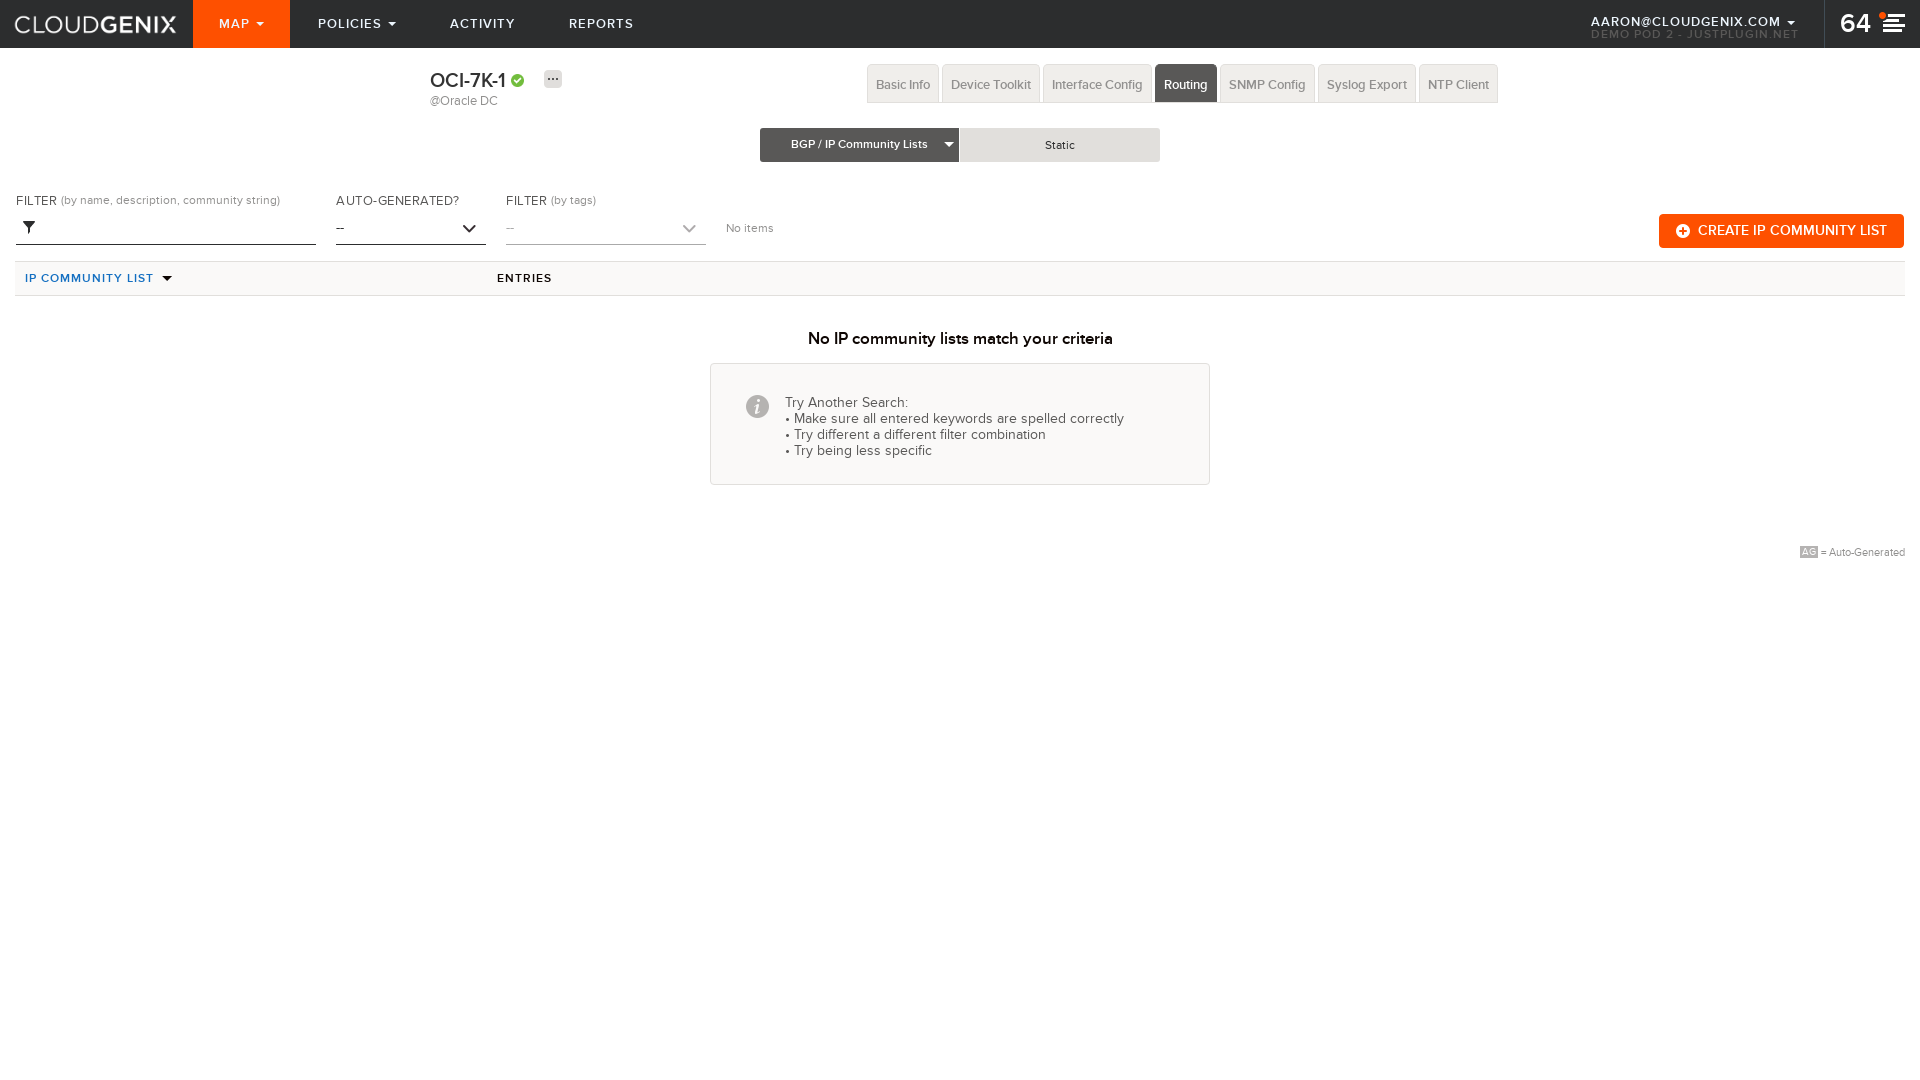 CLOUDGENIX
MAP
POLICIES
ACTIVITY
REPORTS
AARON@CLOUDGENIX.COM
DEMO POD 2 - JUSTPLUGIN.NET
64
OCI-7K-1
@Oracle DC
Basic Info
Device Toolkit
Interface Config
Routing
SNMP Config
Syslog Export
NTP Client
BGP / IP Community Lists
Static
FILTER (by name, description, community string)
AUTO-GENERATED?
--
FILTER (by tags)
--
No items
CREATE IP COMMUNITY LIST
IP COMMUNITY LIST
ENTRIES
No IP community lists match your criteria
Try Another Search:
• Make sure all entered keywords are spelled correctly
• Try different a different filter combination
• Try being less specific
AG = Auto-Generated